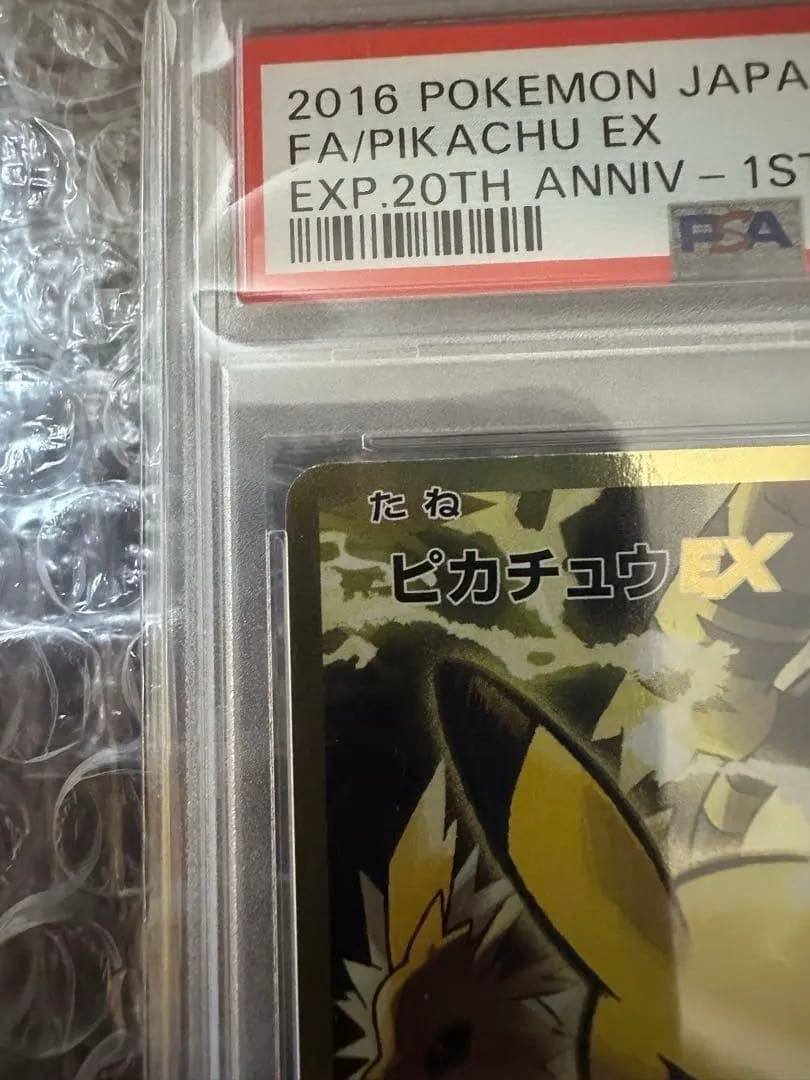 2016 POKEMON JAPA
FA/PIKACHU EX
EXP.20TH ANNIV - 1ST
PSA
たね
ピカチュウEX